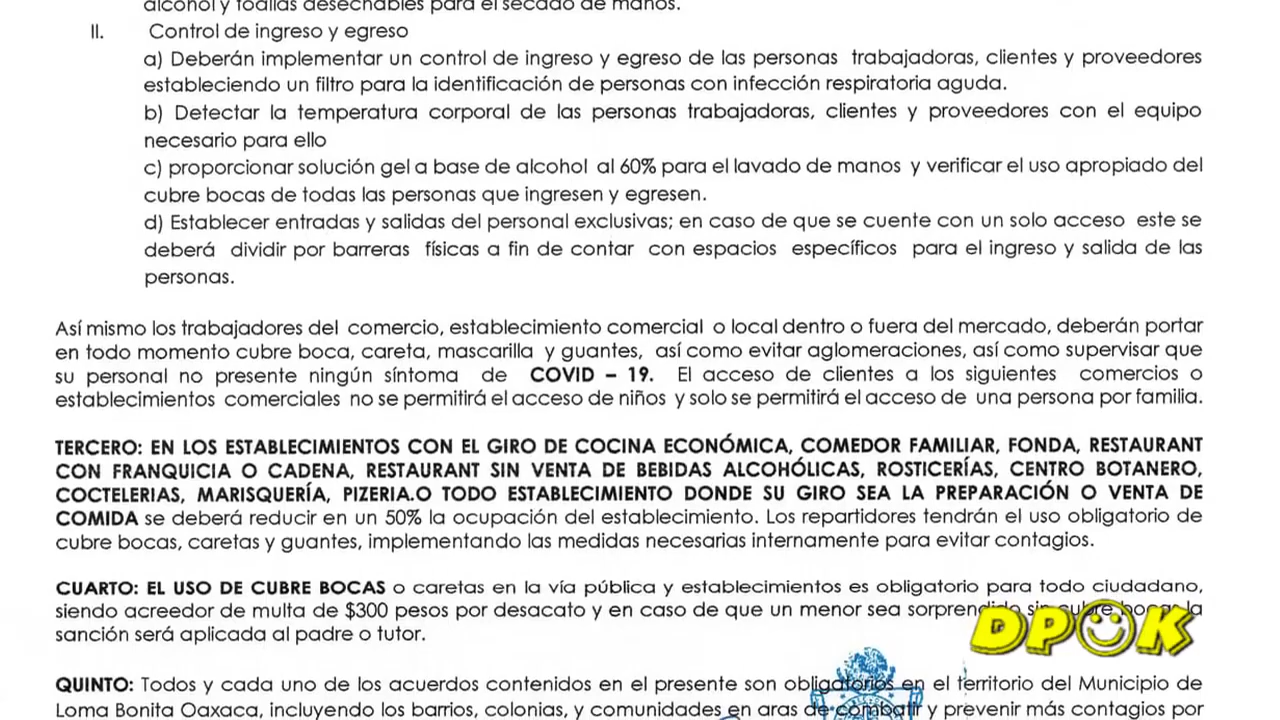 alcohol y toallas desechables para el secado de manos.
II. Control de ingreso y egreso
a) Deberán implementar un control de ingreso y egreso de las personas trabajadoras, clientes y proveedores
estableciendo un filtro para la identificación de personas con infección respiratoria aguda.
b) Detectar la temperatura corporal de las personas trabajadoras, clientes y proveedores con el equipo
necesario para ello
c) proporcionar solución gel a base de alcohol al 60% para el lavado de manos y verificar el uso apropiado del
cubre bocas de todas las personas que ingresen y egresen.
d) Establecer entradas y salidas del personal exclusivas; en caso de que se cuente con un solo acceso este se
deberá dividir por barreras físicas a fin de contar con espacios específicos para el ingreso y salida de las
personas.
Así mismo los trabajadores del comercio, establecimiento comercial o local dentro o fuera del mercado, deberán portar
en todo momento cubre boca, careta, mascarilla y guantes, así como evitar aglomeraciones, así como supervisar que
su personal no presente ningún síntoma de COVID – 19. El acceso de clientes a los siguientes comercios o
establecimientos comerciales no se permitirá el acceso de niños y solo se permitirá el acceso de una persona por familia.
TERCERO: EN LOS ESTABLECIMIENTOS CON EL GIRO DE COCINA ECONÓMICA, COMEDOR FAMILIAR, FONDA, RESTAURANT
CON FRANQUICIA O CADENA, RESTAURANT SIN VENTA DE BEBIDAS ALCOHÓLICAS, ROSTICERÍAS, CENTRO BOTANERO,
COCTELERIAS, MARISQUERÍA, PIZERIA.O TODO ESTABLECIMIENTO DONDE SU GIRO SEA LA PREPARACIÓN O VENTA DE
COMIDA se deberá reducir en un 50% la ocupación del establecimiento. Los repartidores tendrán el uso obligatorio de
cubre bocas, caretas y guantes, implementando las medidas necesarias internamente para evitar contagios.
CUARTO: EL USO DE CUBRE BOCAS o caretas en la vía pública y establecimientos es obligatorio para todo ciudadano,
siendo acreedor de multa de $300 pesos por desacato y en caso de que un menor sea sorprendido sin cubre bocas la
sanción será aplicada al padre o tutor.
DPOK
QUINTO: Todos y cada uno de los acuerdos contenidos en el presente son obligatorios en el territorio del Municipio de
Loma Bonita Oaxaca, incluyendo los barrios, colonias, y comunidades en aras de combatir y prevenir más contagios por